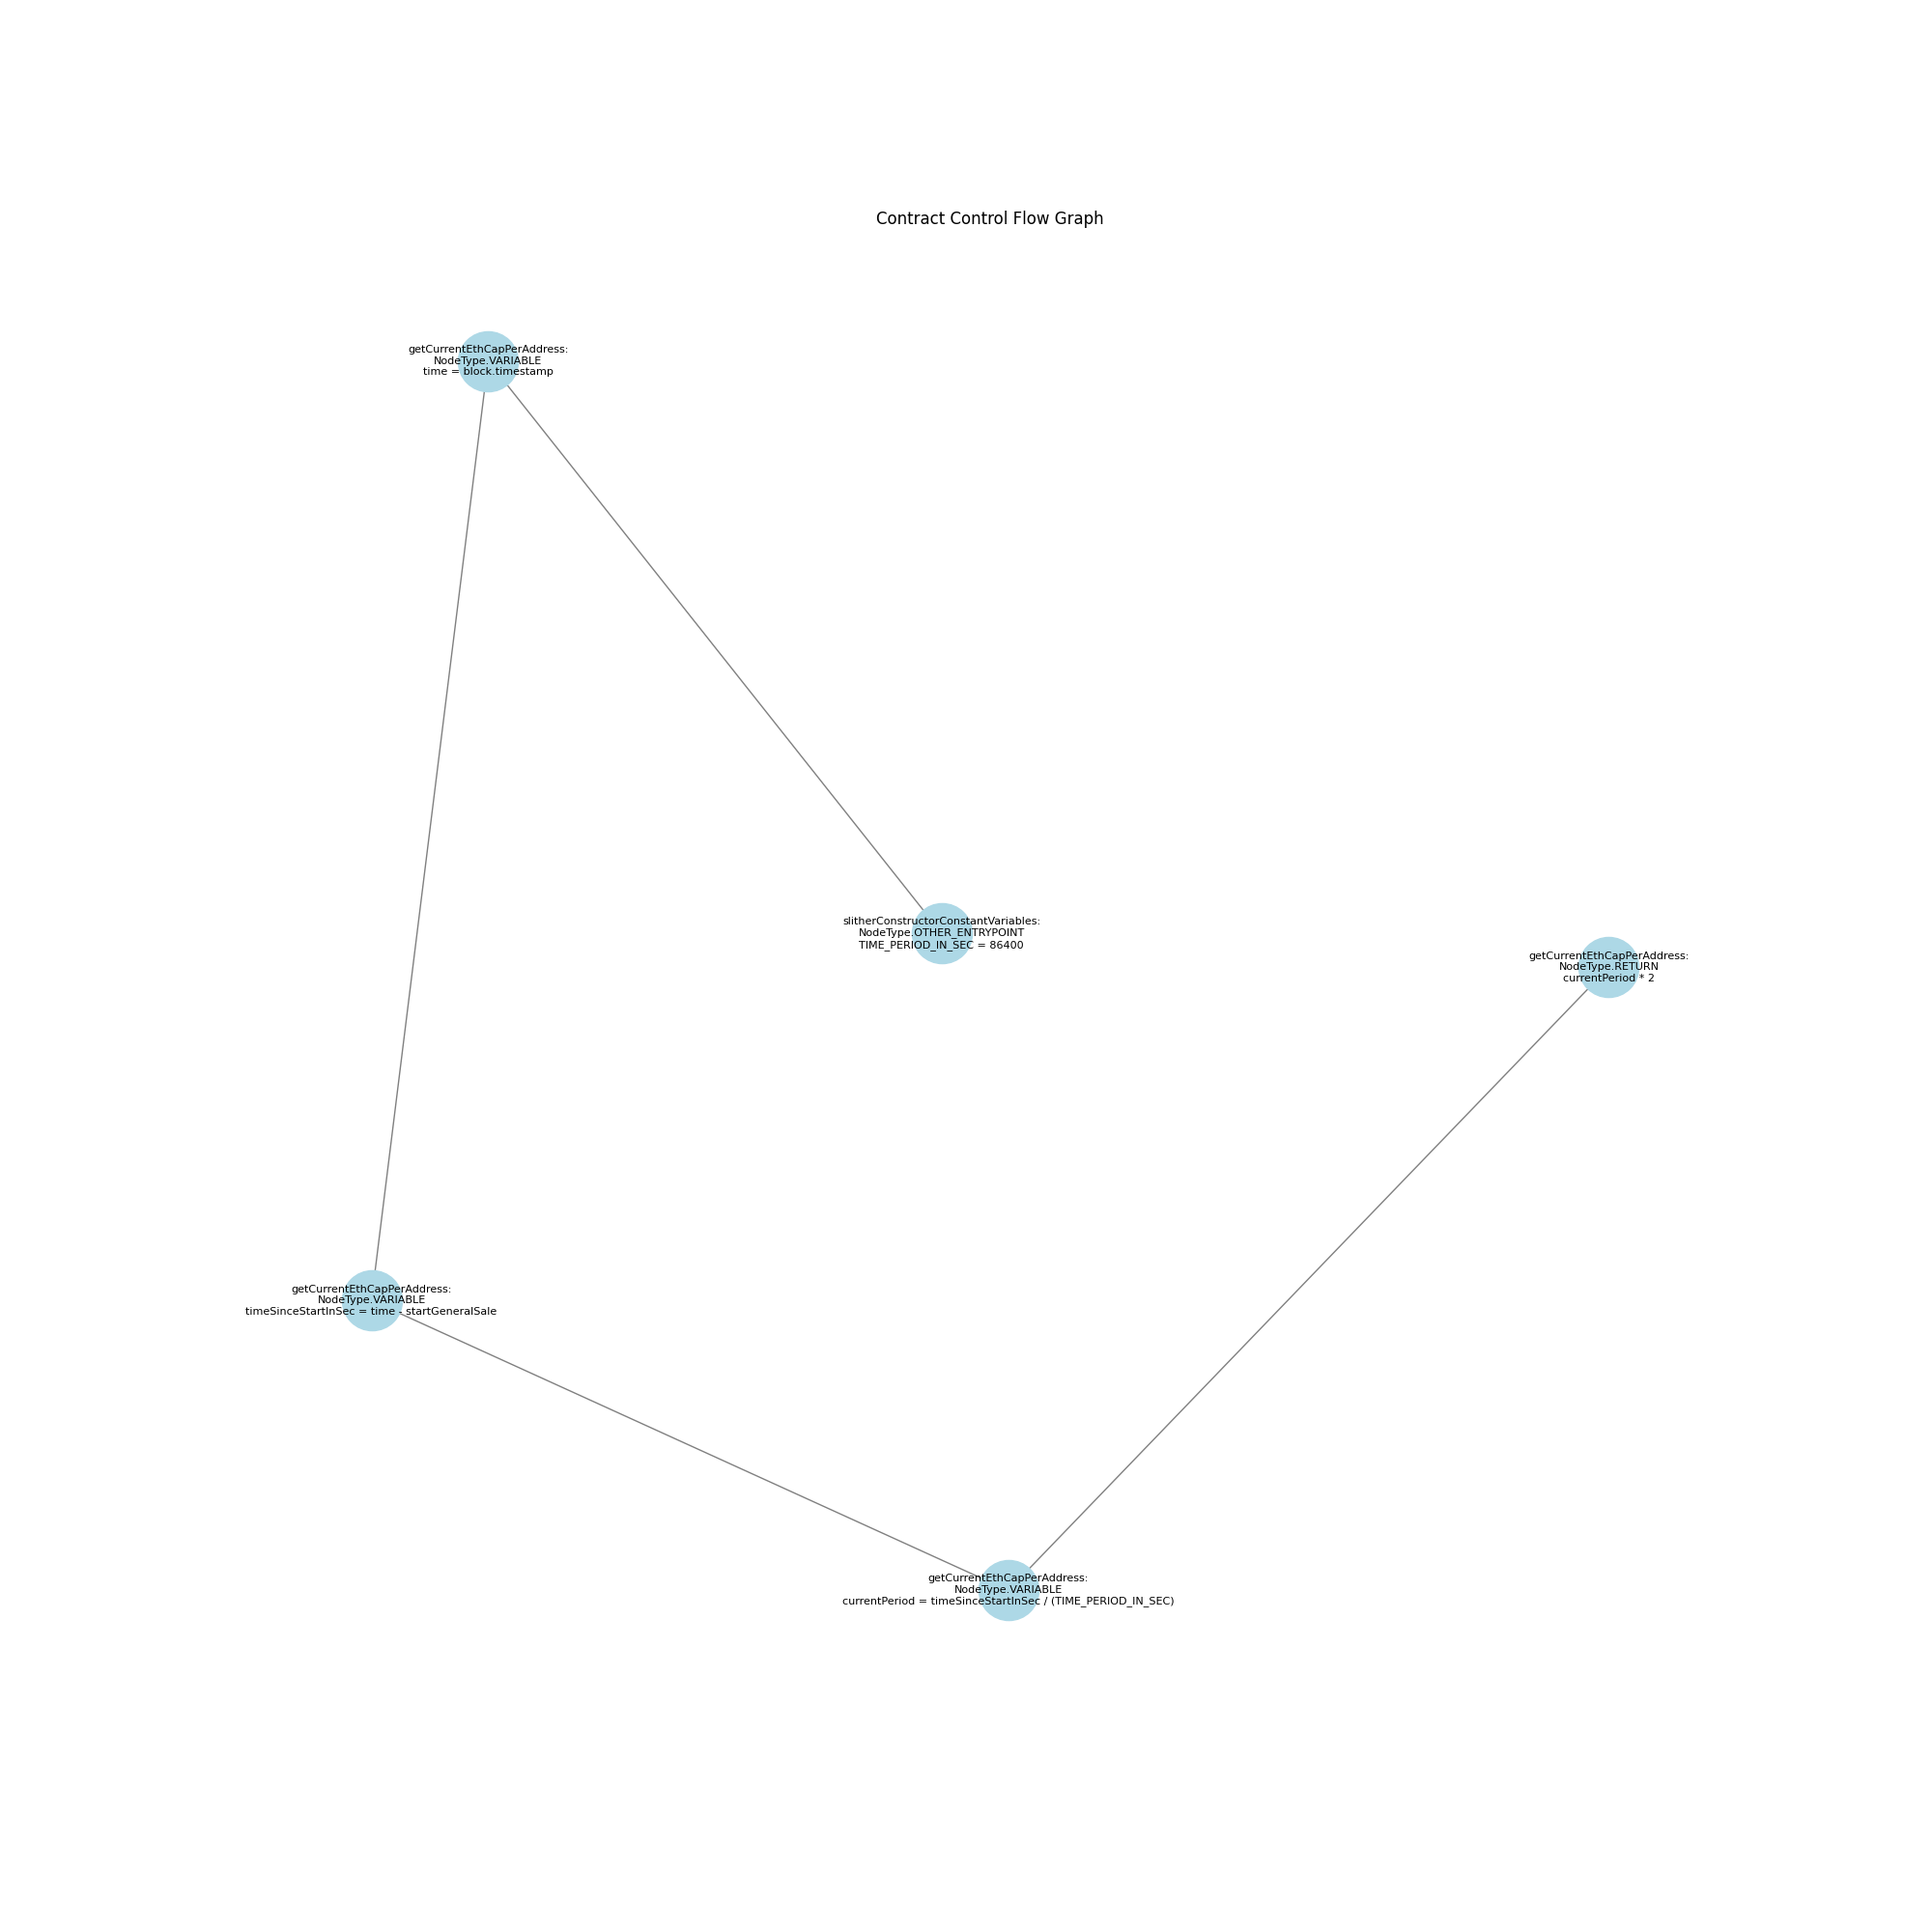 Contract Control Flow Graph
getCurrentEthCapPerAddress:
NodeType.VARIABLE
time = block.timestamp
slitherConstructorConstantVariables:
NodeType.OTHER_ENTRYPOINT
TIME_PERIOD_IN_SEC = 86400
getCurrentEthCapPerAddress:
NodeType.RETURN
currentPeriod * 2
getCurrentEthCapPerAddress:
NodeType.VARIABLE
timeSinceStartInSec = time - startGeneralSale
getCurrentEthCapPerAddress:
NodeType.VARIABLE
currentPeriod = timeSinceStartInSec / (TIME_PERIOD_IN_SEC)